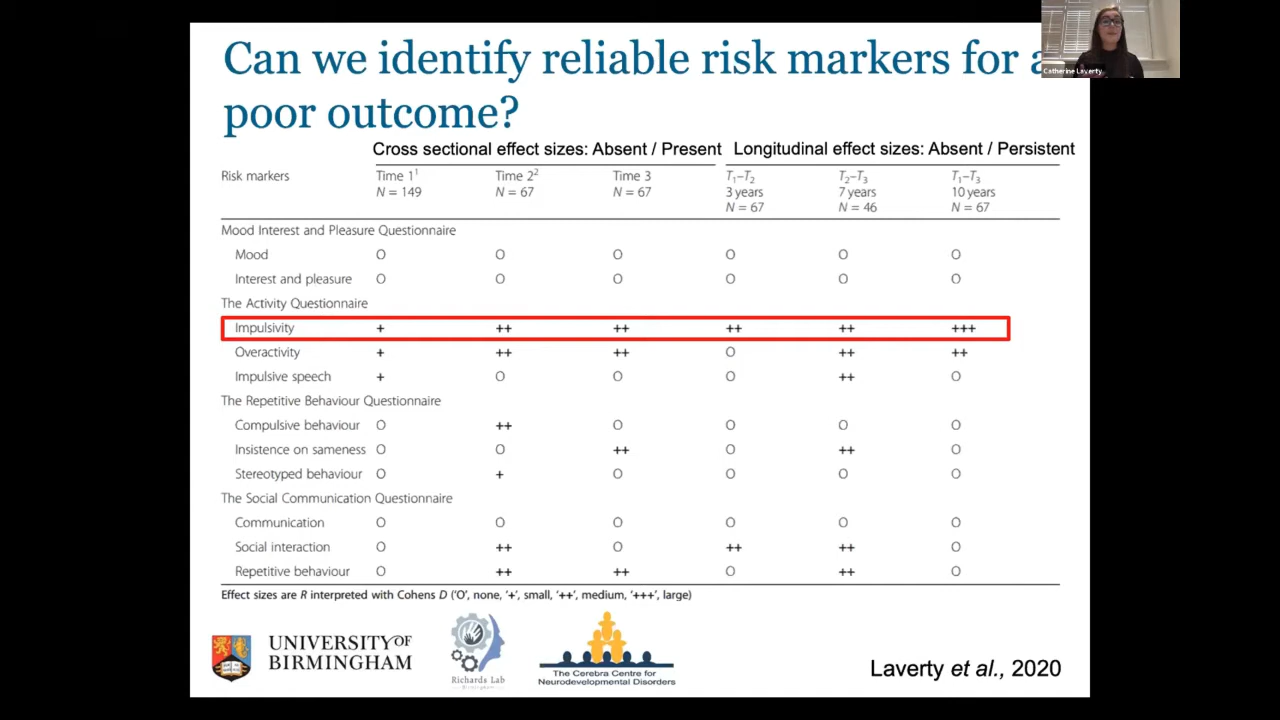 Can we identify reliable risk markers for a
poor outcome?
Catherine Laverty
Cross sectional effect sizes: Absent / Present Longitudinal effect sizes: Absent / Persistent
Risk markers Time 1¹ Time 2² Time 3 T₁–T₂ T₂–T₃ T₁–T₃
N = 149 N = 67 N = 67 3 years 7 years 10 years
N = 67 N = 46 N = 67
Mood Interest and Pleasure Questionnaire
Mood O O O O O O
Interest and pleasure O O O O O O
The Activity Questionnaire
Impulsivity + ++ ++ ++ ++ +++
Overactivity + ++ ++ O ++ ++
Impulsive speech + O O O ++ O
The Repetitive Behaviour Questionnaire
Compulsive behaviour O ++ O O O O
Insistence on sameness O O ++ O ++ O
Stereotyped behaviour O + O O O O
The Social Communication Questionnaire
Communication O O O O O O
Social interaction O ++ O ++ ++ O
Repetitive behaviour O ++ ++ O ++ O
Effect sizes are R interpreted with Cohens D ('O', none, '+', small, '++', medium, '+++', large)
UNIVERSITY OF
BIRMINGHAM
Richards Lab
Birmingham
The Cerebra Centre for
Neurodevelopmental Disorders
Laverty et al., 2020